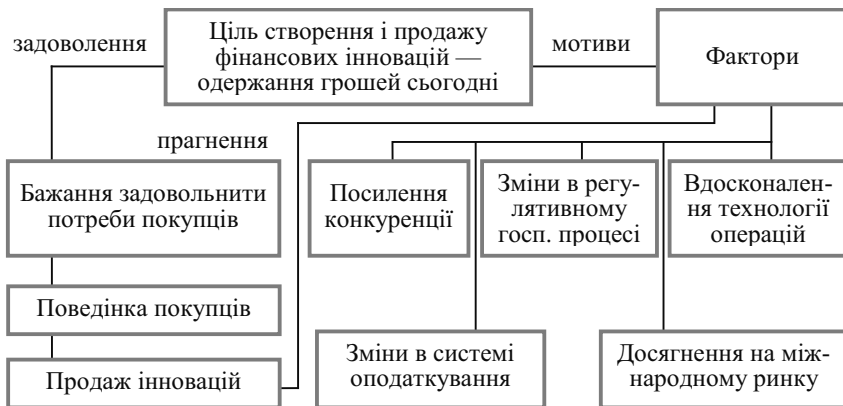 задоволення
Ціль створення і продажу
фінансових інновацій —
одержання грошей сьогодні
мотиви
Фактори
прагнення
Бажання задовольнити
потреби покупців
Посилення
конкуренції
Зміни в регу-
лятивному
госп. процесі
Вдосконален-
ня технології
операцій
Поведінка покупців
Продаж інновацій
Зміни в системі
оподаткування
Досягнення на між-
народному ринку